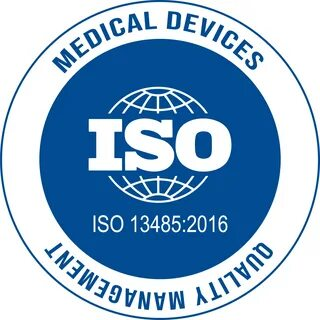 MEDICAL DEVICES
ISO
ISO 13485:2016
QUALITY MANAGEMENT